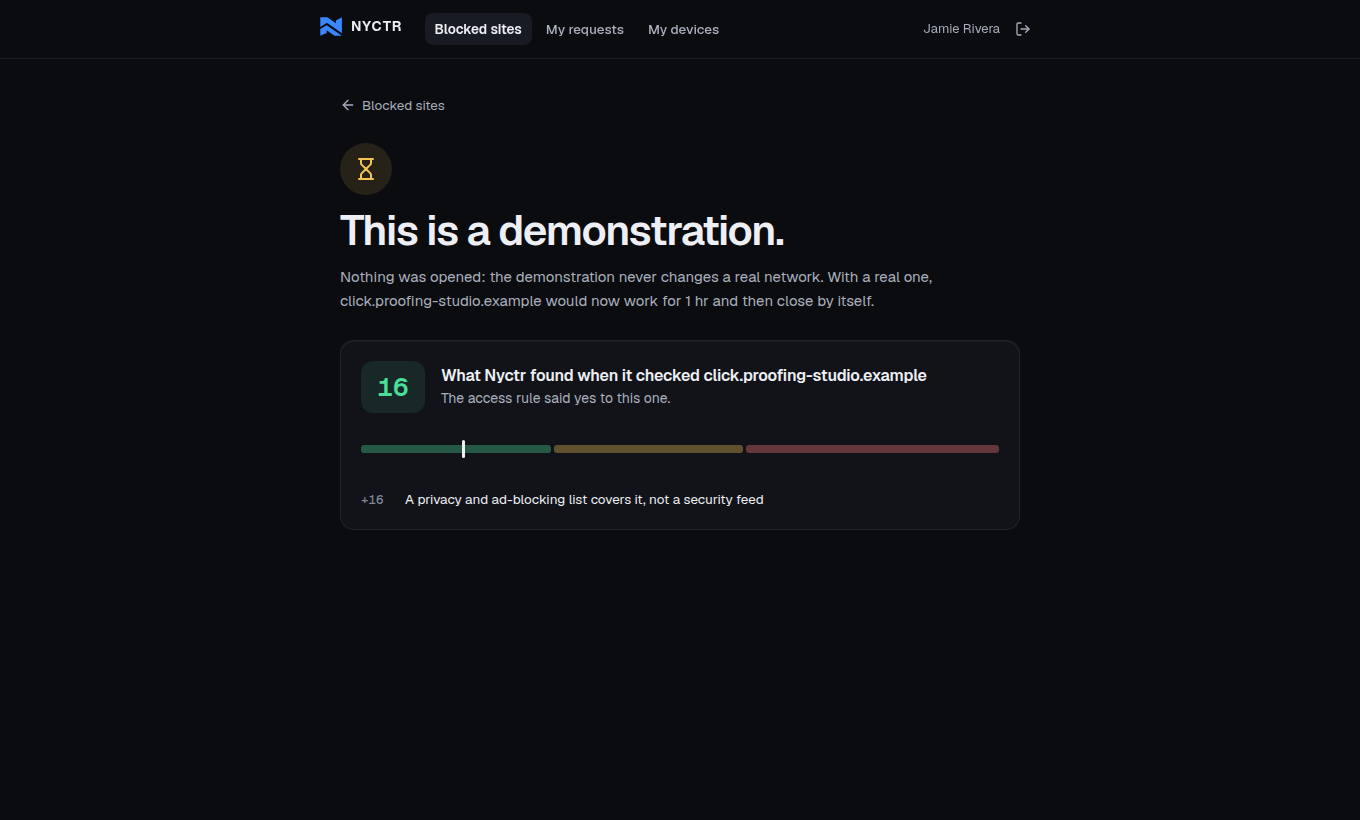 NYCTR
Blocked sites
My requests
My devices
Jamie Rivera
Blocked sites
This is a demonstration.
Nothing was opened: the demonstration never changes a real network. With a real one,
click.proofing-studio.example would now work for 1 hr and then close by itself.
16
What Nyctr found when it checked click.proofing-studio.example
The access rule said yes to this one.
+16 A privacy and ad-blocking list covers it, not a security feed